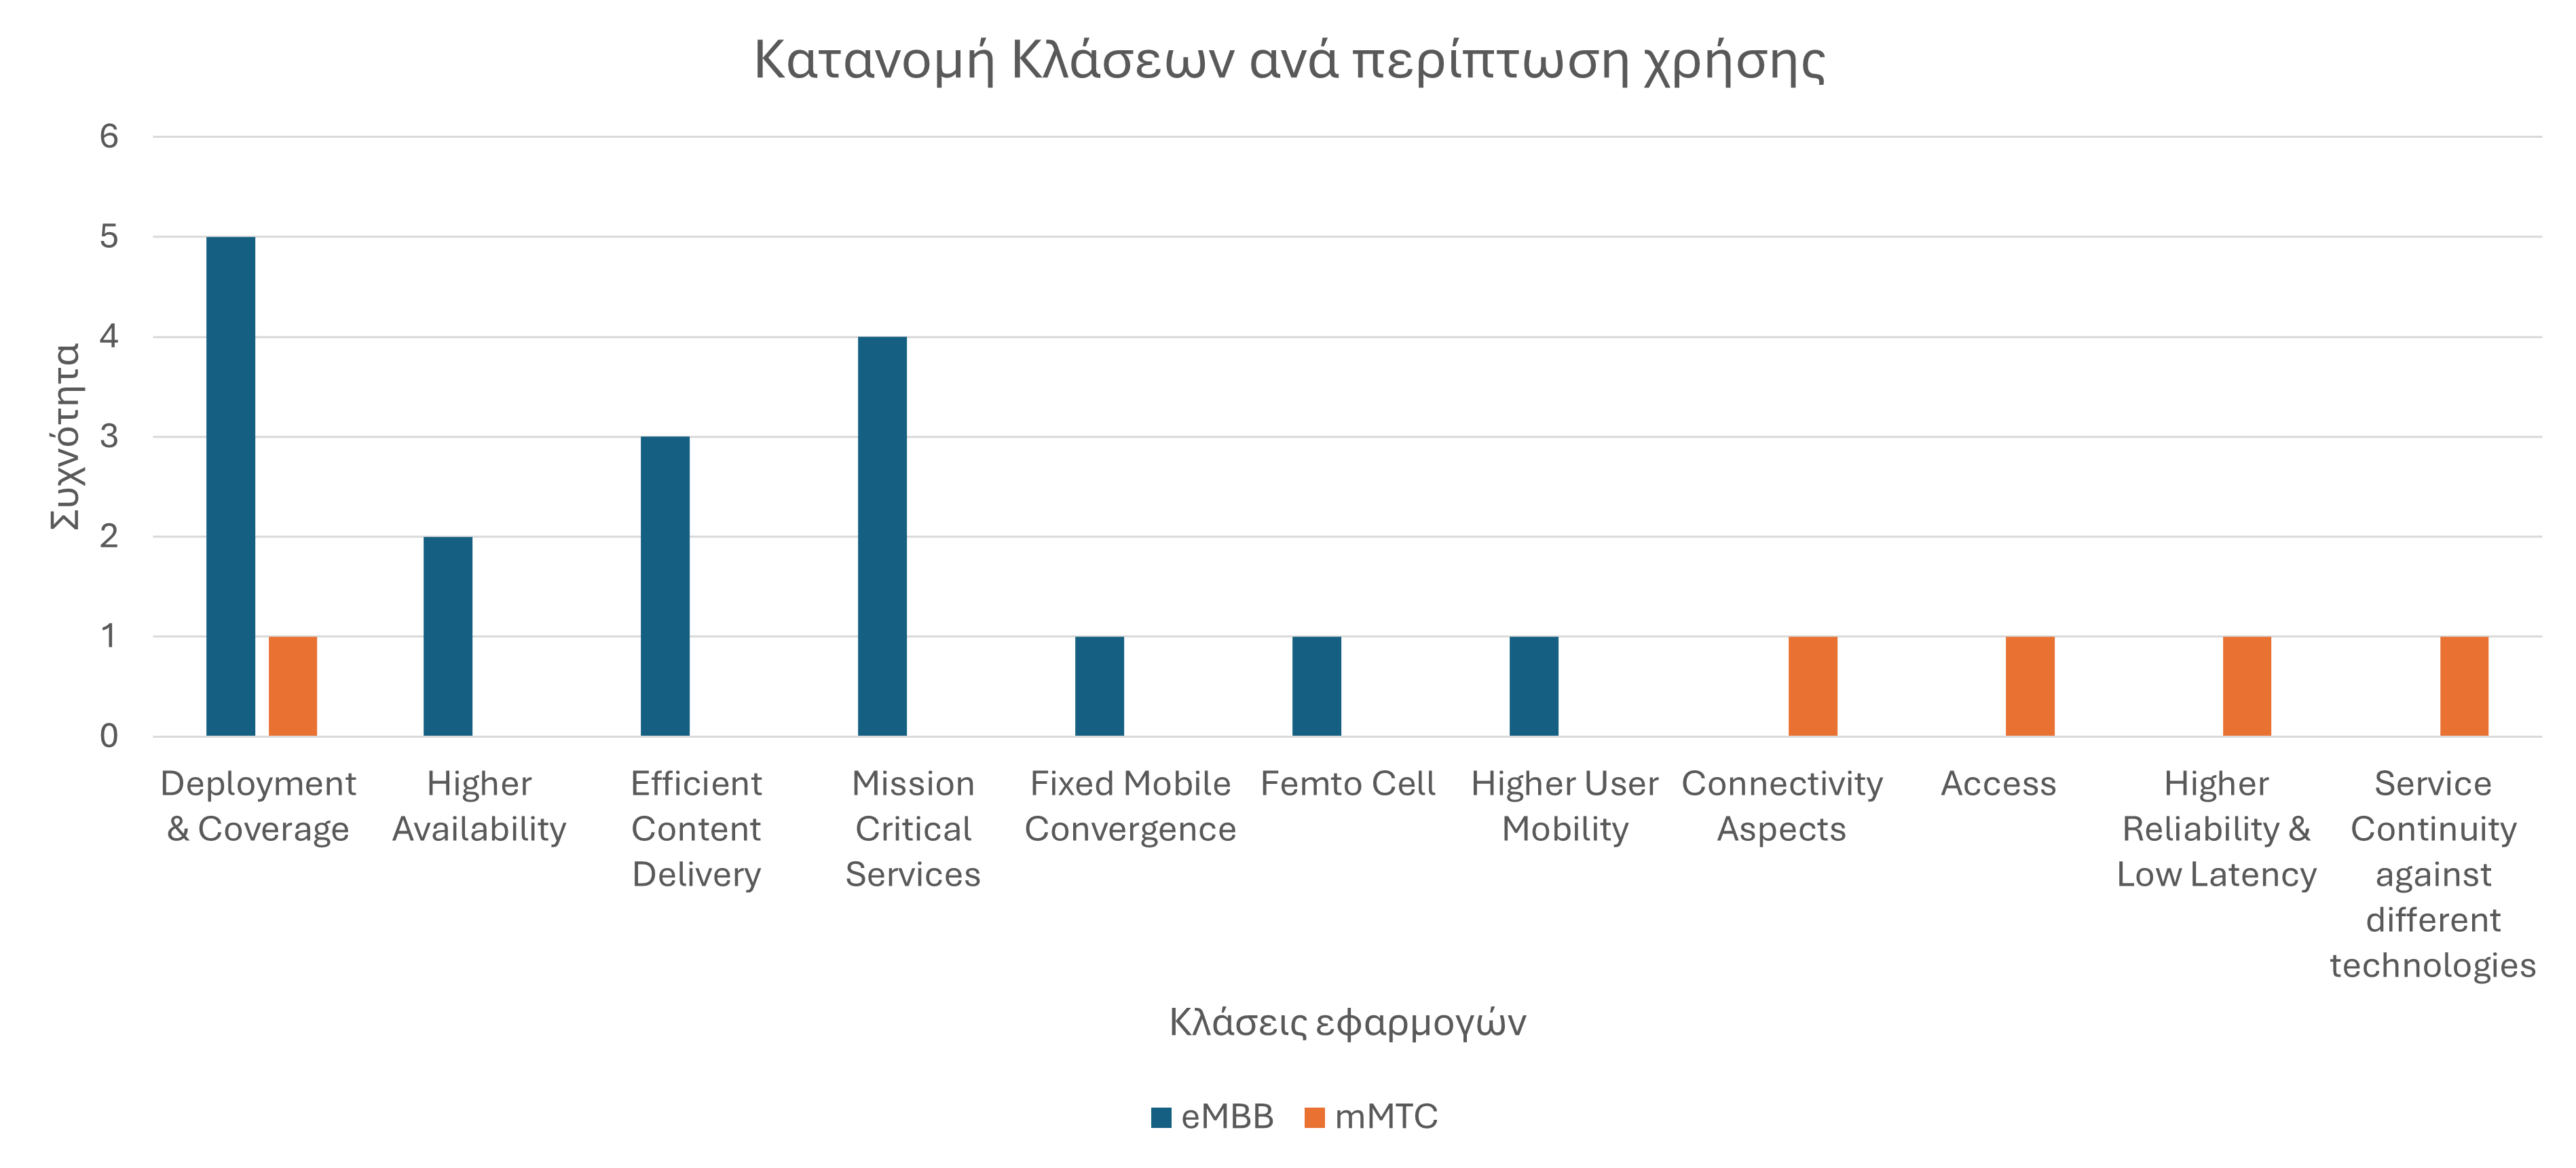 Κατανομή Κλάσεων ανά περίπτωση χρήσης
6
5
4
3
2
1
0
Συχνότητα
Deployment
& Coverage
Higher
Availability
Efficient
Content
Delivery
Mission
Critical
Services
Fixed Mobile
Convergence
Femto Cell
Higher User
Mobility
Connectivity
Aspects
Access
Higher
Reliability &
Low Latency
Service
Continuity
against
different
technologies
Κλάσεις εφαρμογών
eMBB
mMTC